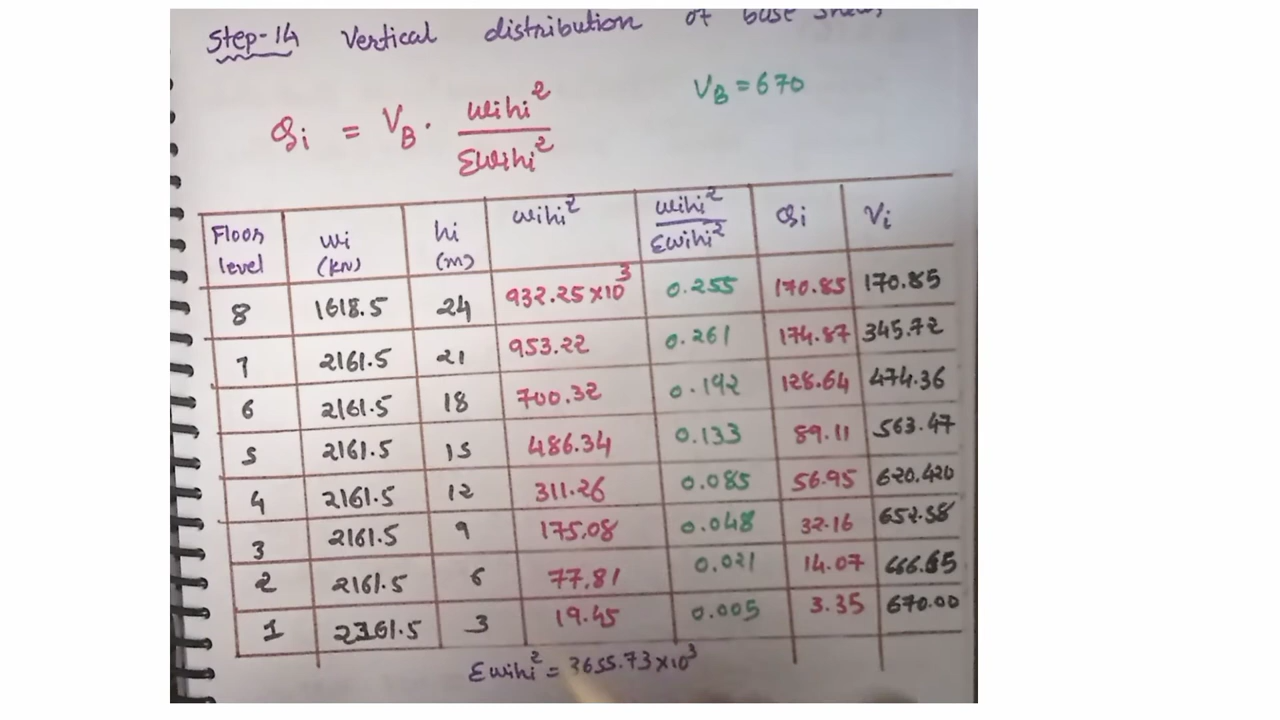 Step-14 Vertical distribution of base shear
Qi = VB · wihi² / Σwihi²
VB = 670
Floor level | wi (kN) | hi (m) | wihi² | wihi² / Σwihi² | Qi | Vi
8 | 1618.5 | 24 | 932.25×10³ | 0.255 | 170.85 | 170.85
7 | 2161.5 | 21 | 953.22 | 0.261 | 174.87 | 345.72
6 | 2161.5 | 18 | 700.32 | 0.192 | 128.64 | 474.36
5 | 2161.5 | 15 | 486.34 | 0.133 | 89.11 | 563.47
4 | 2161.5 | 12 | 311.26 | 0.085 | 56.95 | 620.420
3 | 2161.5 | 9 | 175.08 | 0.048 | 32.16 | 652.58
2 | 2161.5 | 6 | 77.81 | 0.021 | 14.07 | 666.65
1 | 2161.5 | 3 | 19.45 | 0.005 | 3.35 | 670.00
Σwihi² = 3655.73×10³